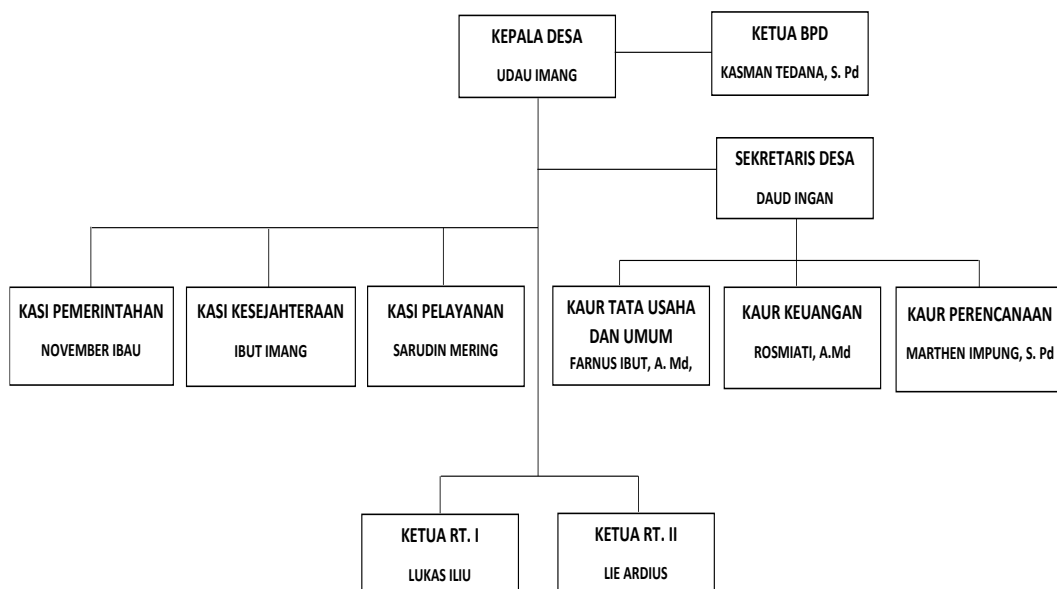 KEPALA DESA
UDAU IMANG
KETUA BPD
KASMAN TEDANA, S. Pd
SEKRETARIS DESA
DAUD INGAN
KASI PEMERINTAHAN
NOVEMBER IBAU
KASI KESEJAHTERAAN
IBUT IMANG
KASI PELAYANAN
SARUDIN MERING
KAUR TATA USAHA
DAN UMUM
FARNUS IBUT, A. Md,
KAUR KEUANGAN
ROSMIATI, A.Md
KAUR PERENCANAAN
MARTHEN IMPUNG, S. Pd
KETUA RT. I
LUKAS ILIU
KETUA RT. II
LIE ARDIUS